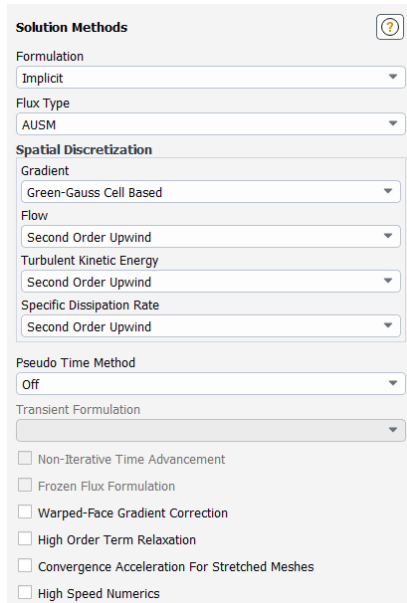 Solution Methods
?
Formulation
Implicit
Flux Type
AUSM
Spatial Discretization
Gradient
Green-Gauss Cell Based
Flow
Second Order Upwind
Turbulent Kinetic Energy
Second Order Upwind
Specific Dissipation Rate
Second Order Upwind
Pseudo Time Method
Off
Transient Formulation
Non-Iterative Time Advancement
Frozen Flux Formulation
Warped-Face Gradient Correction
High Order Term Relaxation
Convergence Acceleration For Stretched Meshes
High Speed Numerics